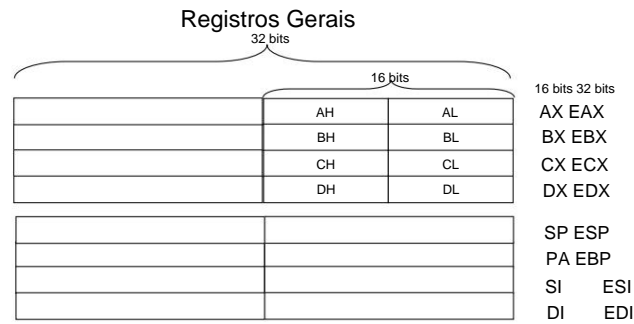 Registros Gerais
32 bits
16 bits
16 bits 32 bits
AH AL AX EAX
BH BL BX EBX
CH CL CX ECX
DH DL DX EDX
SP ESP
PA EBP
SI ESI
DI EDI